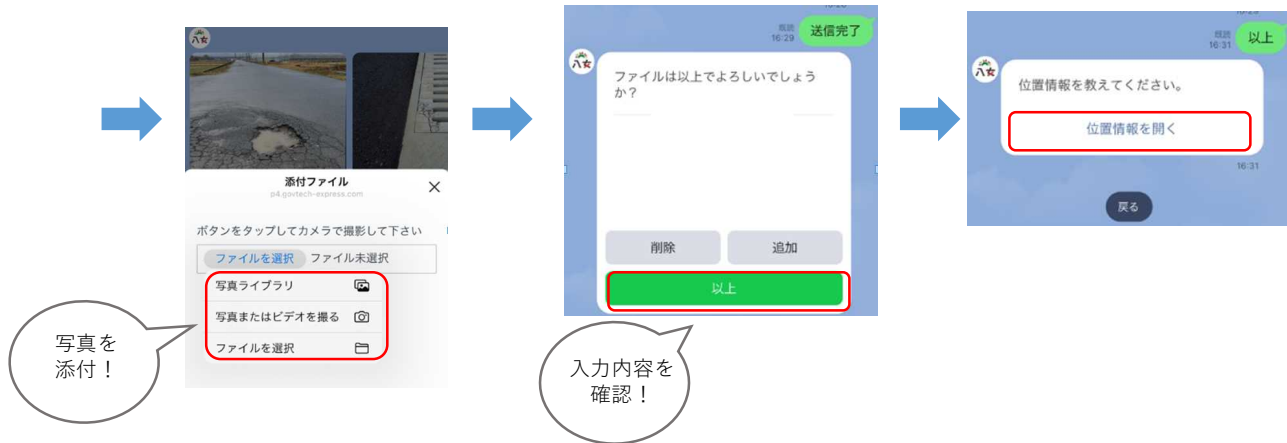 八女
添付ファイル
p4.govtech-express.com
ボタンをタップしてカメラで撮影して下さい
ファイルを選択 ファイル未選択
写真ライブラリ
写真またはビデオを撮る
ファイルを選択
写真を
添付！
既読
16:29
送信完了
八女
ファイルは以上でよろしいでしょう
か？
削除
追加
以上
入力内容を
確認！
既読
16:31
以上
八女
位置情報を教えてください。
位置情報を開く
16:31
戻る